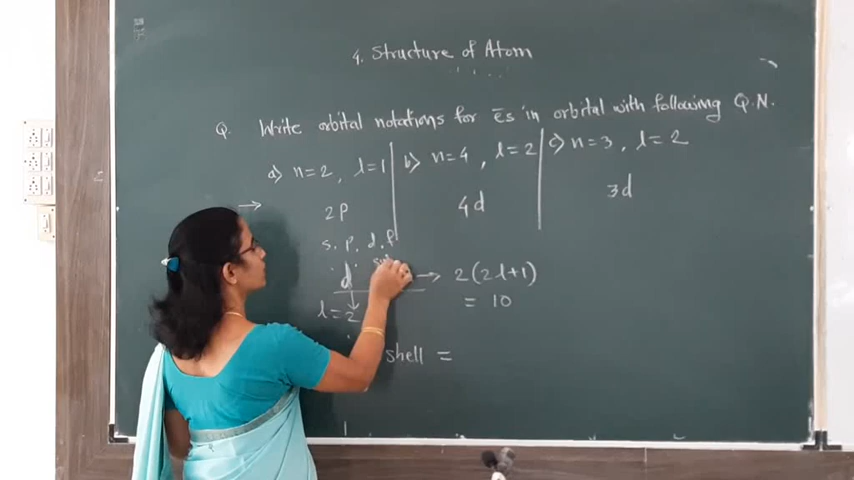 4. Structure of Atom
Q. Write orbital notations for ēs in orbital with following Q.N.
a) n=2, l=1
b) n=4, l=2
c) n=3, l=2
→ 2p
4d
3d
s. p. d. f
d → 2(2l+1)
l=2 = 10
shell =